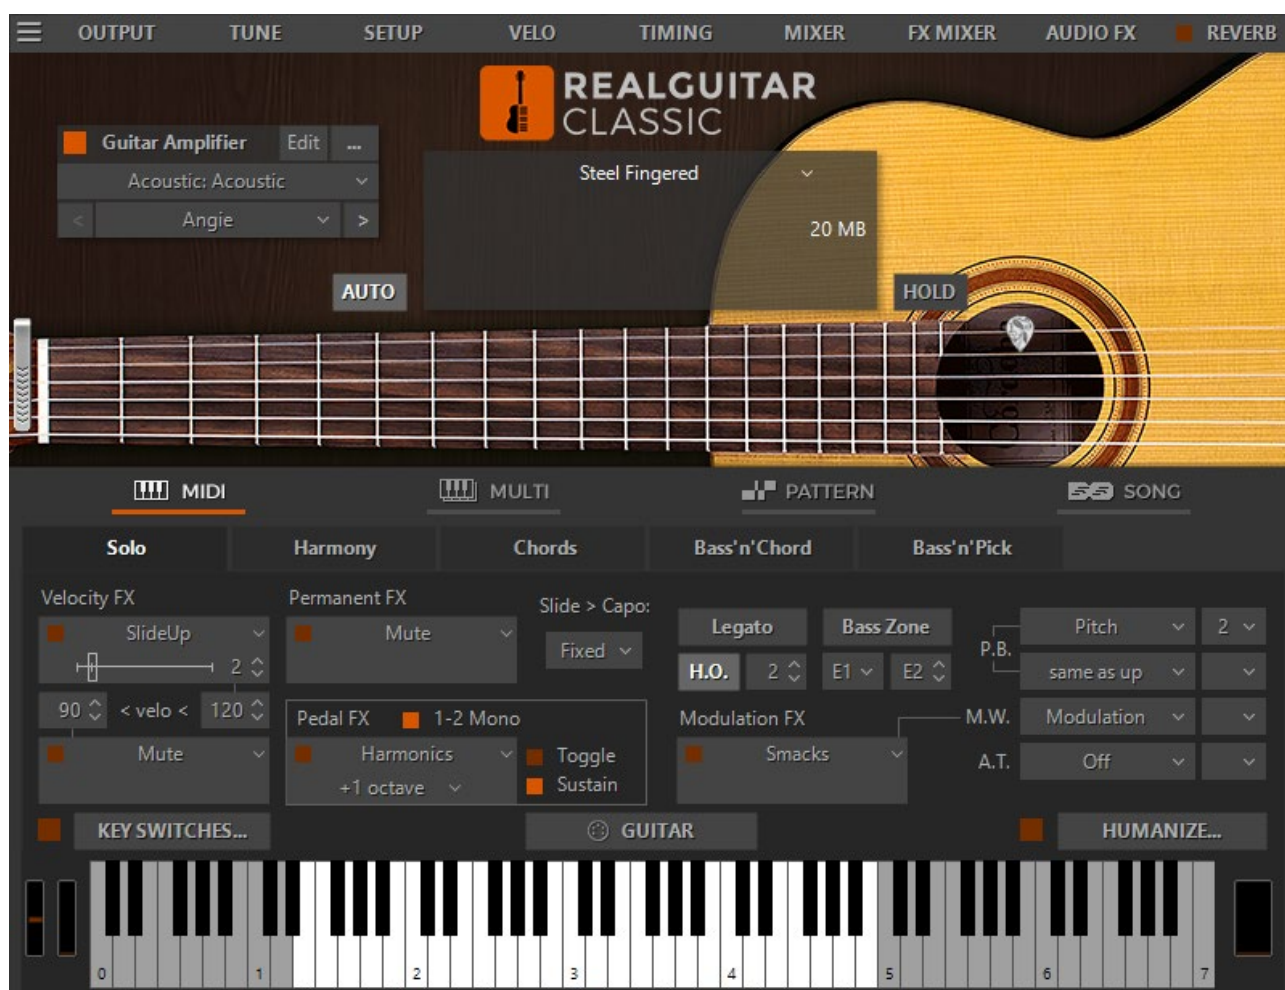 OUTPUT TUNE SETUP VELO TIMING MIXER FX MIXER AUDIO FX REVERB
REALGUITAR
CLASSIC
Guitar Amplifier Edit ...
Acoustic: Acoustic
< Angie >
Steel Fingered
20 MB
AUTO
HOLD
MIDI MULTI PATTERN SONG
Solo Harmony Chords Bass'n'Chord Bass'n'Pick
Velocity FX
SlideUp
2
90 < velo < 120
Mute
Permanent FX
Mute
Slide > Capo:
Fixed
Pedal FX 1-2 Mono
Harmonics
+1 octave
Toggle
Sustain
Legato Bass Zone
H.O. 2 E1 E2
Modulation FX
Smacks
P.B. Pitch 2
same as up
M.W. Modulation
A.T. Off
KEY SWITCHES... GUITAR HUMANIZE...
0 1 2 3 4 5 6 7